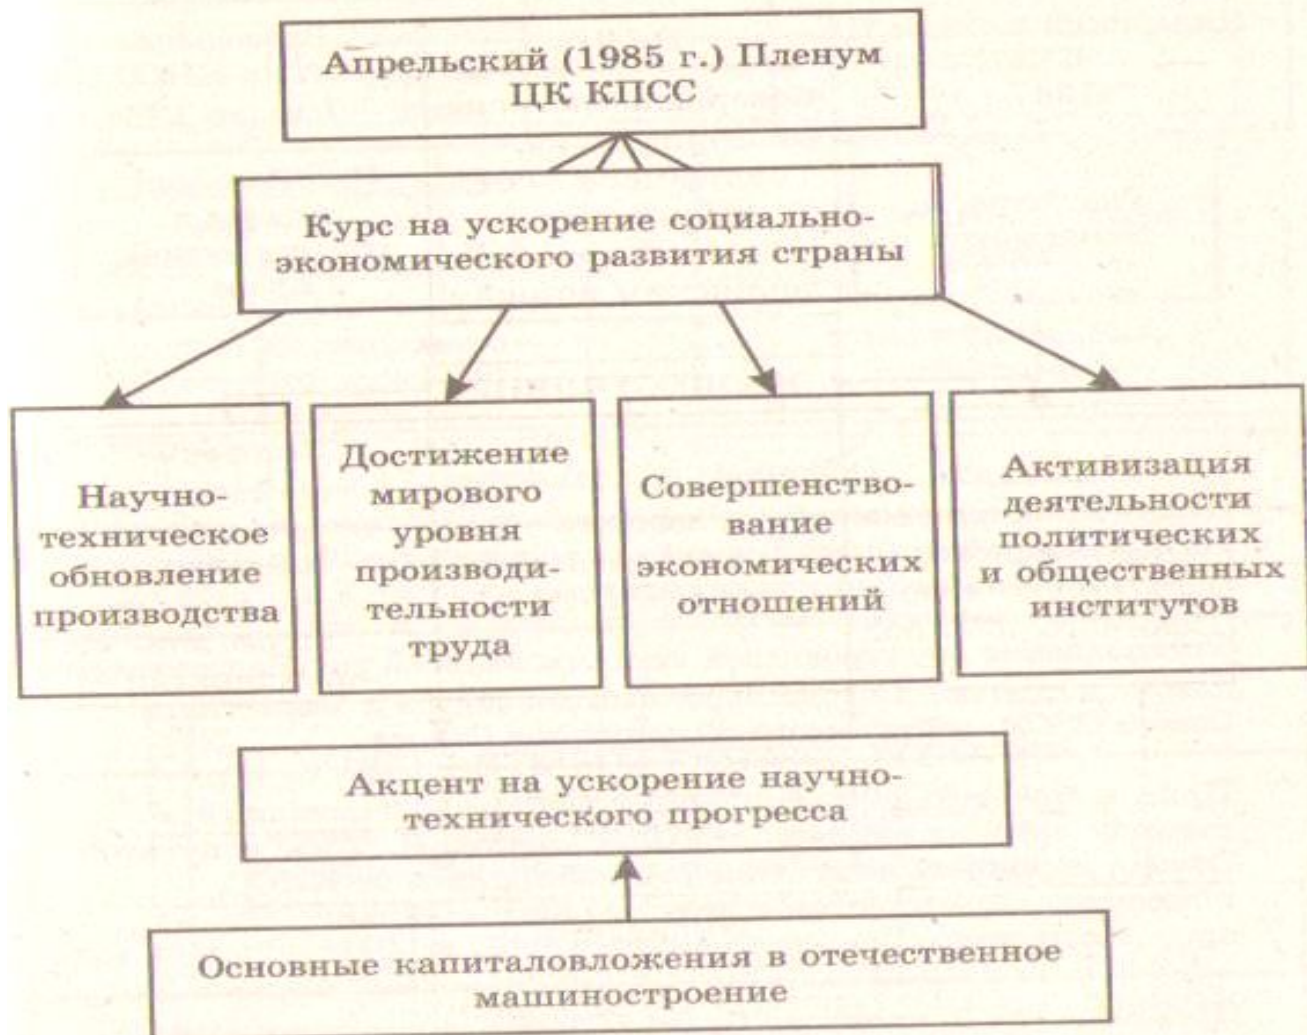 Апрельский (1985 г.) Пленум
ЦК КПСС
Курс на ускорение социально-
экономического развития страны
Научно-
техническое
обновление
производства
Достижение
мирового
уровня
производи-
тельности
труда
Совершенство-
вание
экономических
отношений
Активизация
деятельности
политических
и общественных
институтов
Акцент на ускорение научно-
технического прогресса
Основные капиталовложения в отечественное
машиностроение